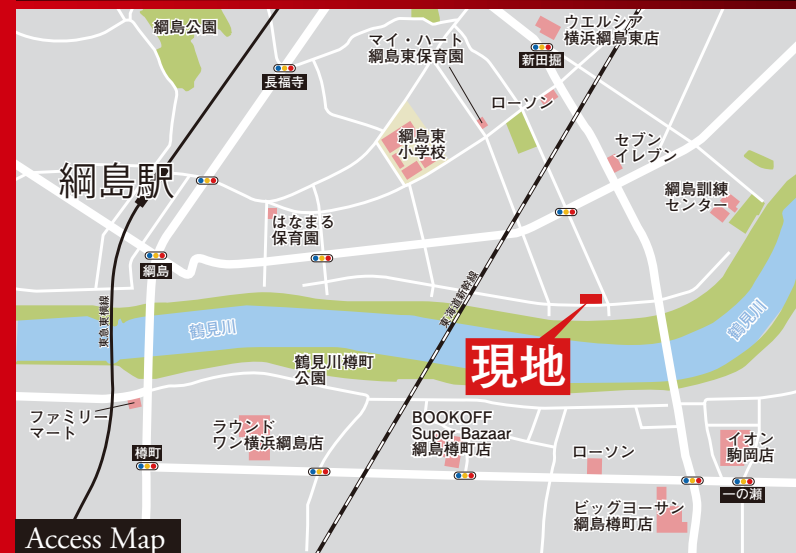 綱島公園
ウエルシア
横浜綱島東店
マイ・ハート
綱島東保育園
新田堀
長福寺
ローソン
綱島東
小学校
セブン
イレブン
綱島駅
綱島訓練
センター
はなまる
保育園
綱島
東急東横線
東海道新幹線
鶴見川
鶴見川
鶴見川樽町
公園
現地
ファミリー
マート
ラウンド
ワン横浜綱島店
BOOKOFF
Super Bazaar
綱島樽町店
樽町
ローソン
イオン
駒岡店
一の瀬
ビッグヨーサン
綱島樽町店
Access Map